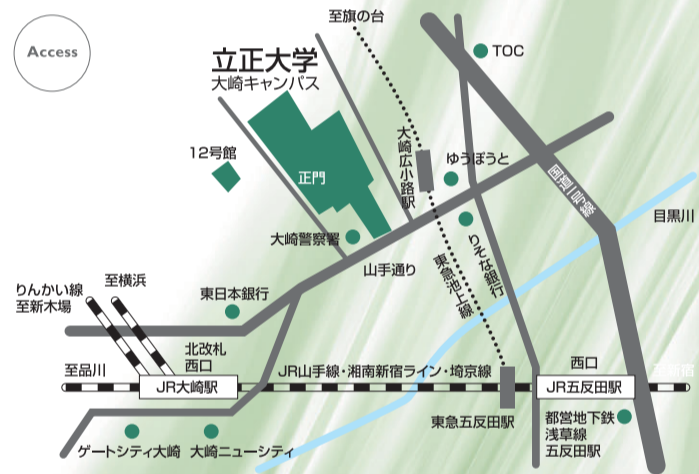 Access
至旗の台
TOC
立正大学
大崎キャンパス
大崎広小路駅
12号館
ゆうぽうと
正門
国道一号線
目黒川
大崎警察署
りそな銀行
山手通り
東急池上線
りんかい線
至新木場
至横浜
東日本銀行
北改札
西口
至品川
JR山手線・湘南新宿ライン・埼京線
西口
至新宿
JR大崎駅
JR五反田駅
東急五反田駅
都営地下鉄
浅草線
五反田駅
ゲートシティ大崎
大崎ニューシティ